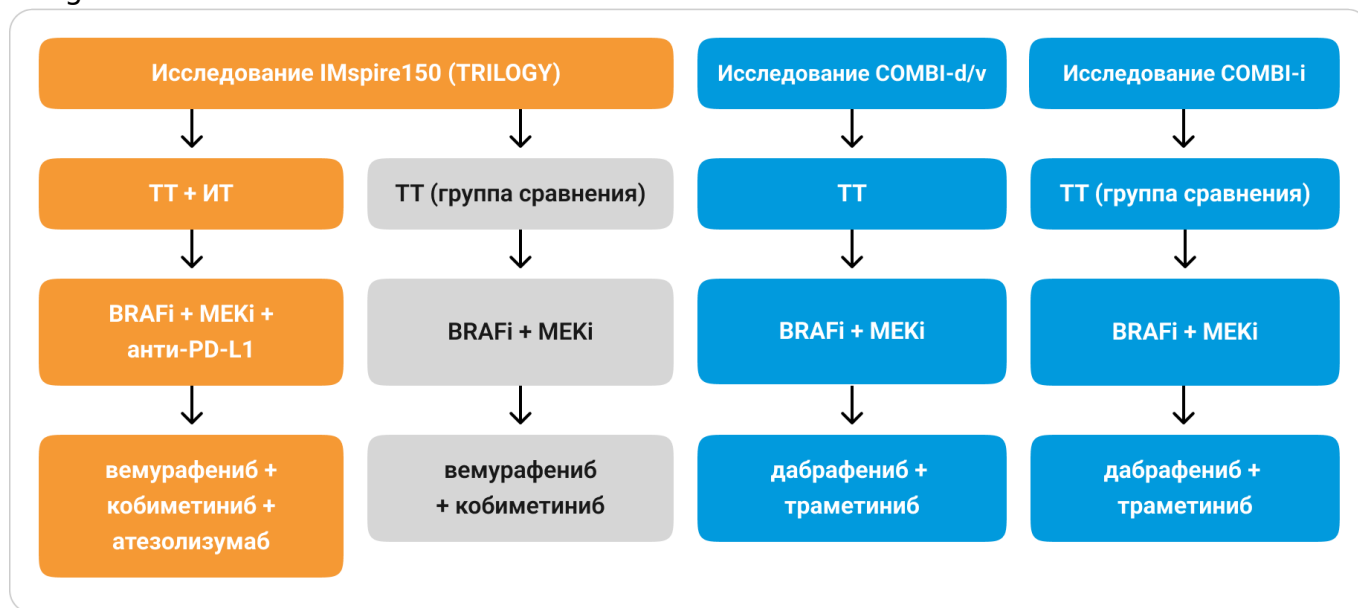 Исследование IMspire150 (TRILOGY)
Исследование COMBI-d/v
Исследование COMBI-i
ТТ + ИТ
ТТ (группа сравнения)
ТТ
ТТ (группа сравнения)
BRAFi + MEKi +
анти-PD-L1
BRAFi + MEKi
BRAFi + MEKi
BRAFi + MEKi
вемурафениб +
кобиметиниб +
атезолизумаб
вемурафениб
+ кобиметиниб
дабрафениб +
траметиниб
дабрафениб +
траметиниб